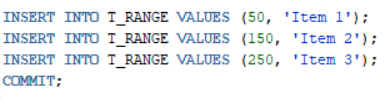 INSERT INTO T_RANGE VALUES (50, 'Item 1');
INSERT INTO T_RANGE VALUES (150, 'Item 2');
INSERT INTO T_RANGE VALUES (250, 'Item 3');
COMMIT;